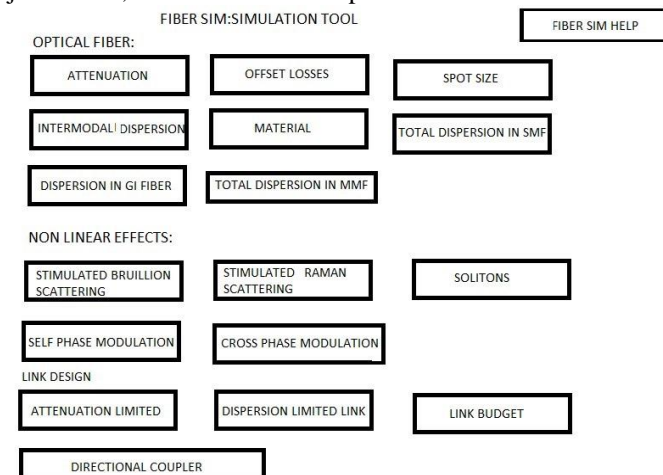 FIBER SIM:SIMULATION TOOL
FIBER SIM HELP
OPTICAL FIBER:
ATTENUATION
OFFSET LOSSES
SPOT SIZE
INTERMODAL DISPERSION
MATERIAL
TOTAL DISPERSION IN SMF
DISPERSION IN GI FIBER
TOTAL DISPERSION IN MMF
NON LINEAR EFFECTS:
STIMULATED BRUILLION
SCATTERING
STIMULATED RAMAN
SCATTERING
SOLITONS
SELF PHASE MODULATION
CROSS PHASE MODULATION
LINK DESIGN
ATTENUATION LIMITED
DISPERSION LIMITED LINK
LINK BUDGET
DIRECTIONAL COUPLER